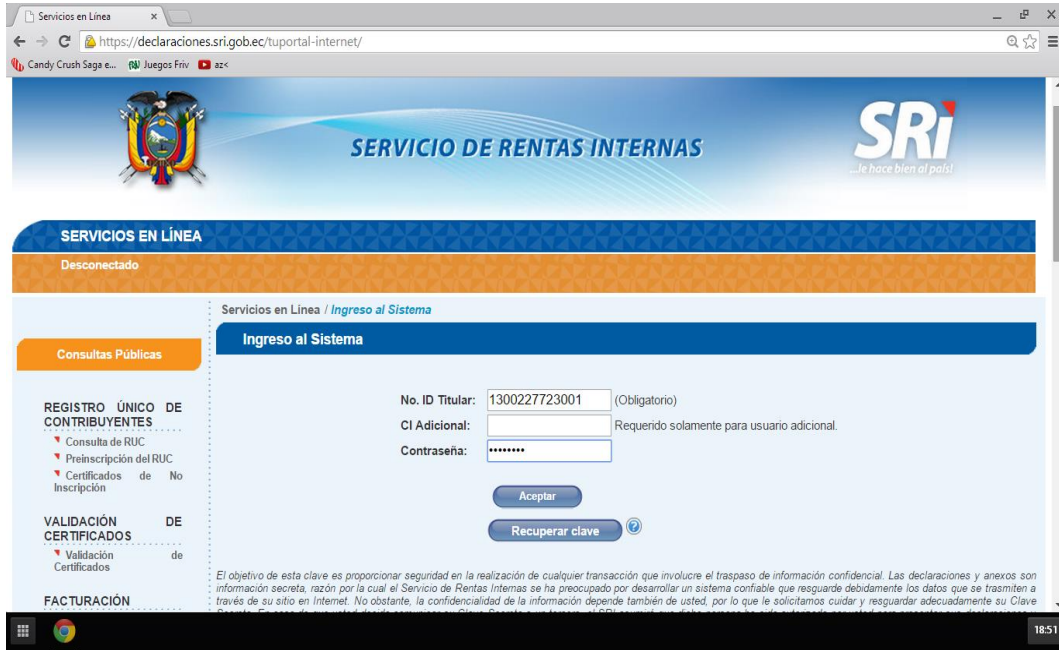 Servicios en Línea
https://declaraciones.sri.gob.ec/tuportal-internet/
Candy Crush Saga e... Juegos Friv az<
SERVICIO DE RENTAS INTERNAS
SRi
...le hace bien al país!
SERVICIOS EN LÍNEA
Desconectado
Servicios en Línea / Ingreso al Sistema
Ingreso al Sistema
Consultas Públicas
REGISTRO ÚNICO DE
CONTRIBUYENTES
Consulta de RUC
Preinscripción del RUC
Certificados de No
Inscripción
VALIDACIÓN DE
CERTIFICADOS
Validación de
Certificados
FACTURACIÓN
No. ID Titular: 1300227723001 (Obligatorio)
CI Adicional: Requerido solamente para usuario adicional.
Contraseña: ••••••••
Aceptar
Recuperar clave ?
El objetivo de esta clave es proporcionar seguridad en la realización de cualquier transacción que involucre el traspaso de información confidencial. Las declaraciones y anexos son
información secreta, razón por la cual el Servicio de Rentas Internas se ha preocupado por desarrollar un sistema confiable que resguarde debidamente los datos que se trasmiten a
través de su sitio en Internet. No obstante, la confidencialidad de la información depende también de usted, por lo que le solicitamos cuidar y resguardar adecuadamente su Clave
18:51